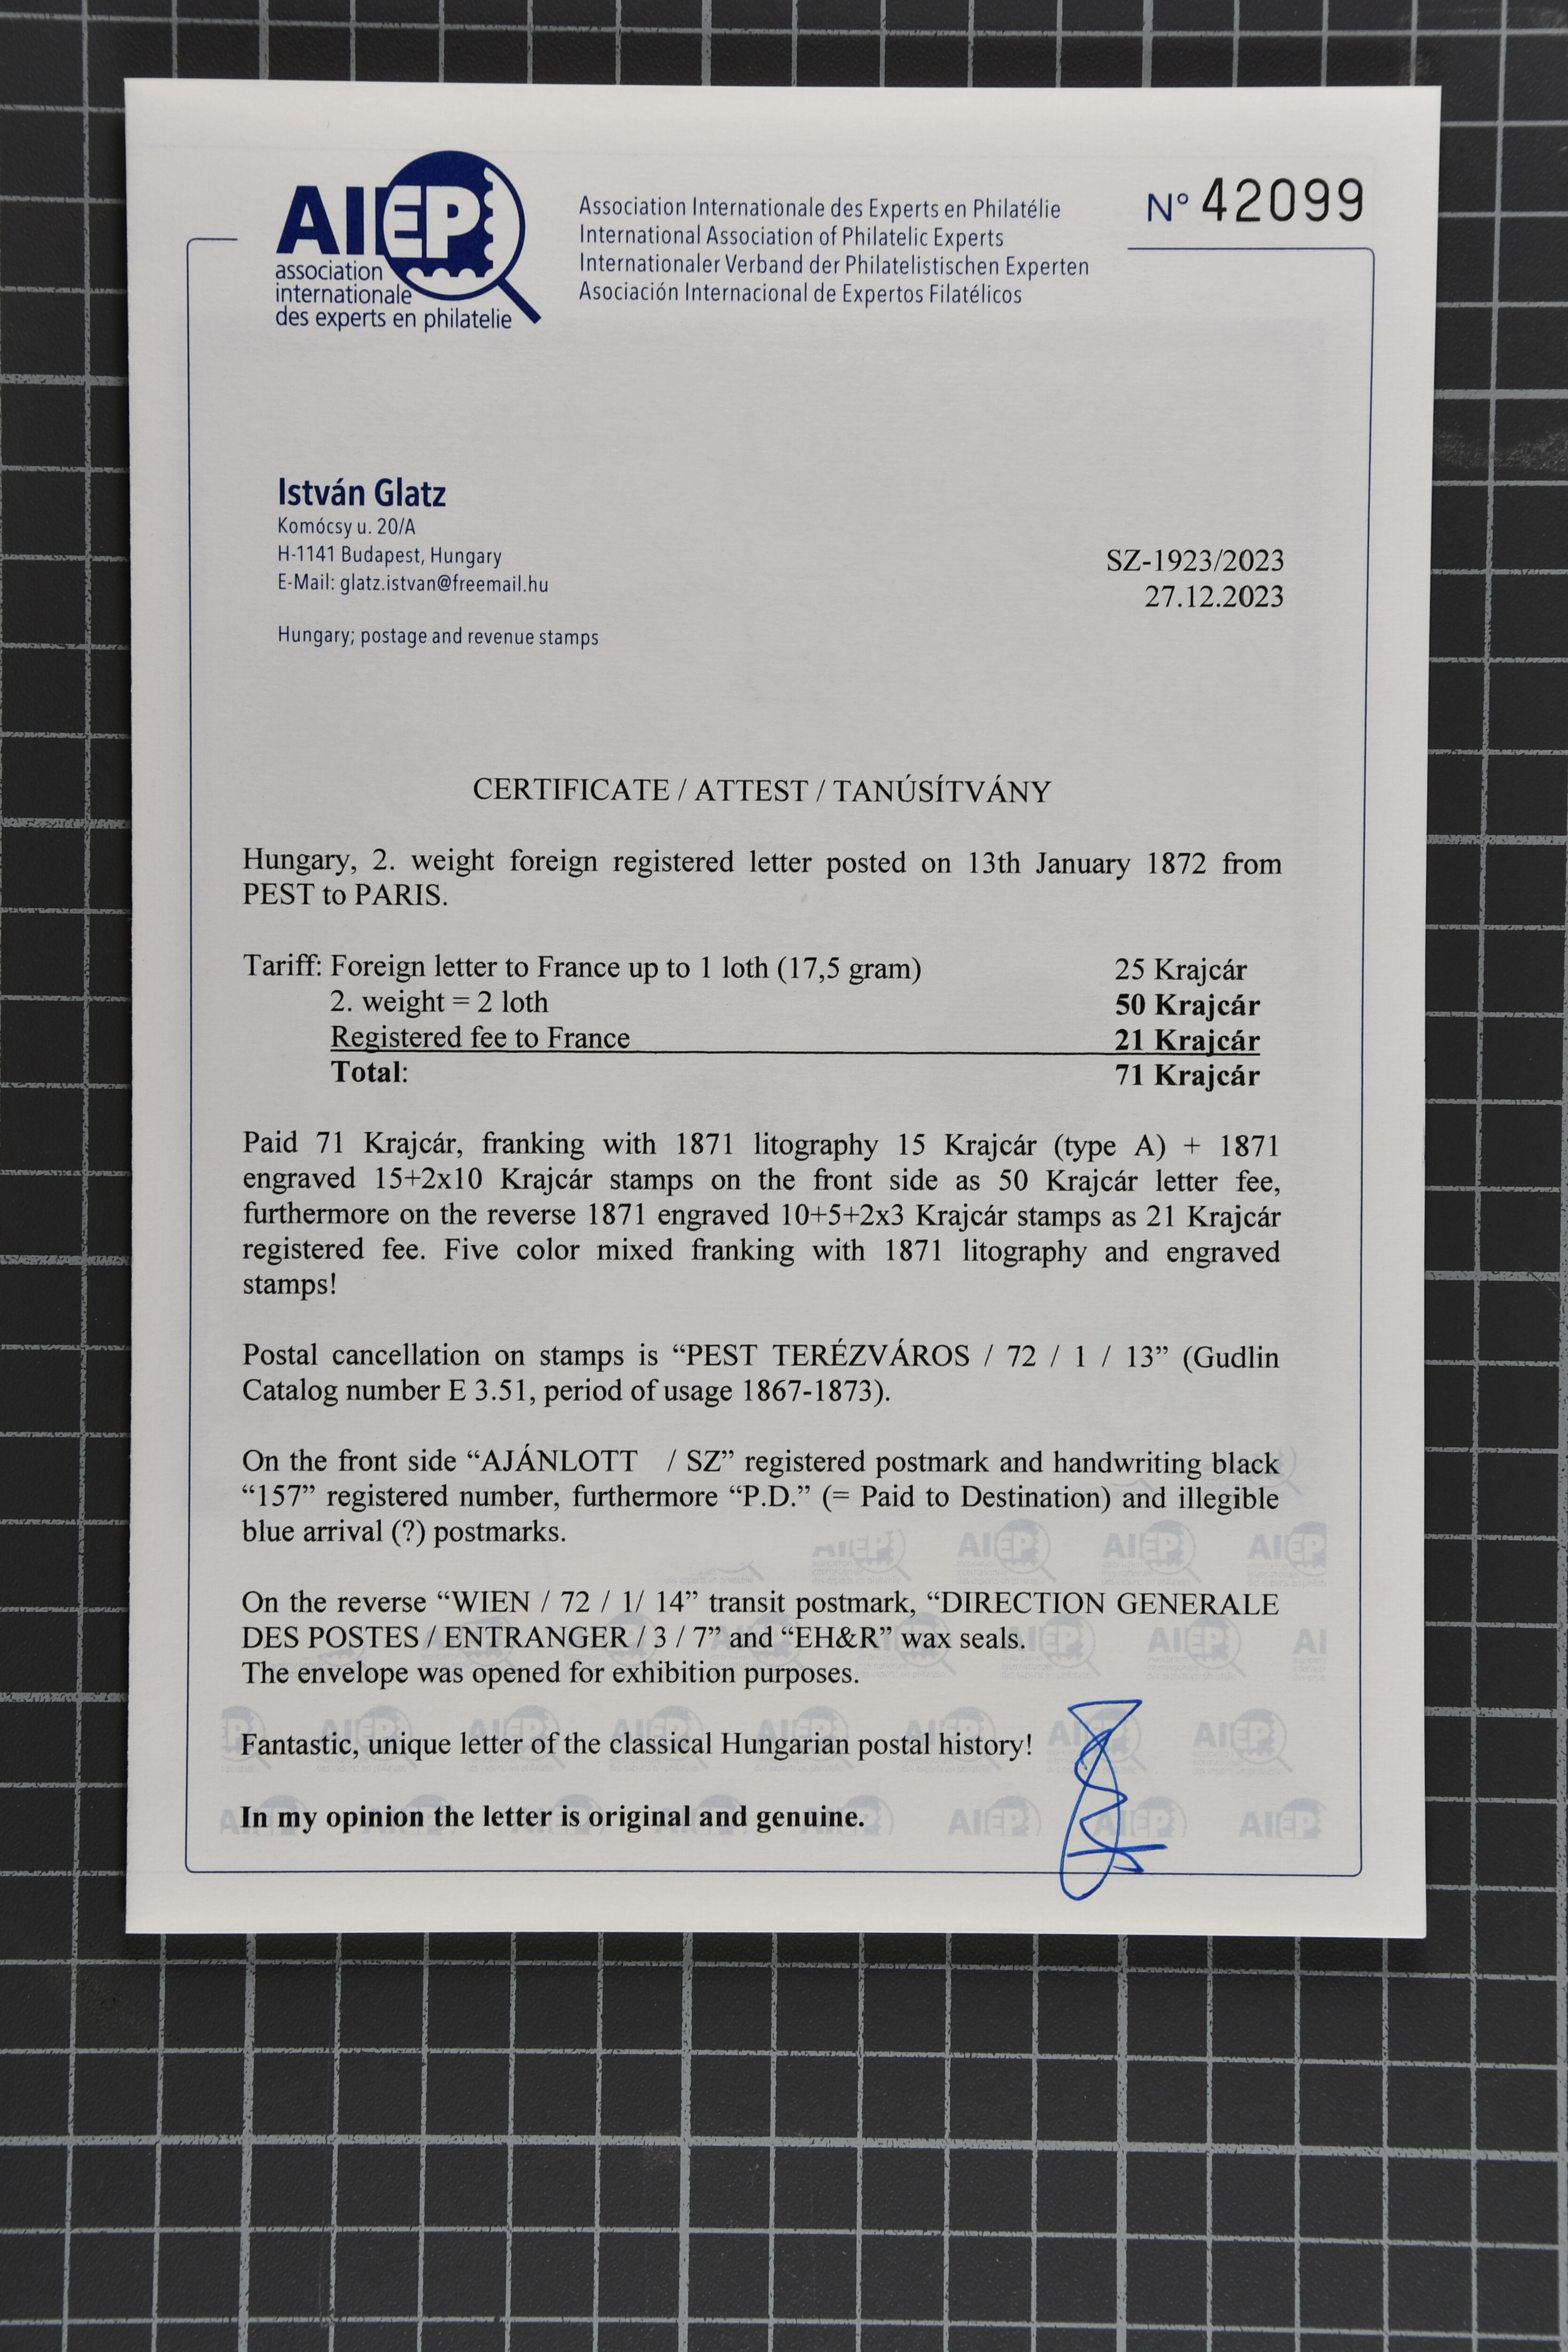 AIEP
association
internationale
des experts en philatelie
Association Internationale des Experts en Philatélie
International Association of Philatelic Experts
Internationaler Verband der Philatelistischen Experten
Asociación Internacional de Expertos Filatélicos
N° 42099
István Glatz
Komócsy u. 20/A
H-1141 Budapest, Hungary
E-Mail: glatz.istvan@freemail.hu
Hungary; postage and revenue stamps
SZ-1923/2023
27.12.2023
CERTIFICATE / ATTEST / TANÚSÍTVÁNY
Hungary, 2. weight foreign registered letter posted on 13th January 1872 from
PEST to PARIS.
Tariff: Foreign letter to France up to 1 loth (17,5 gram) 25 Krajcár
2. weight = 2 loth 50 Krajcár
Registered fee to France 21 Krajcár
Total: 71 Krajcár
Paid 71 Krajcár, franking with 1871 litography 15 Krajcár (type A) + 1871
engraved 15+2x10 Krajcár stamps on the front side as 50 Krajcár letter fee,
furthermore on the reverse 1871 engraved 10+5+2x3 Krajcár stamps as 21 Krajcár
registered fee. Five color mixed franking with 1871 litography and engraved
stamps!
Postal cancellation on stamps is “PEST TERÉZVÁROS / 72 / 1 / 13” (Gudlin
Catalog number E 3.51, period of usage 1867-1873).
On the front side “AJÁNLOTT / SZ” registered postmark and handwriting black
“157” registered number, furthermore “P.D.” (= Paid to Destination) and illegible
blue arrival (?) postmarks.
On the reverse “WIEN / 72 / 1/ 14” transit postmark, “DIRECTION GENERALE
DES POSTES / ENTRANGER / 3 / 7” and “EH&R” wax seals.
The envelope was opened for exhibition purposes.
Fantastic, unique letter of the classical Hungarian postal history!
In my opinion the letter is original and genuine.